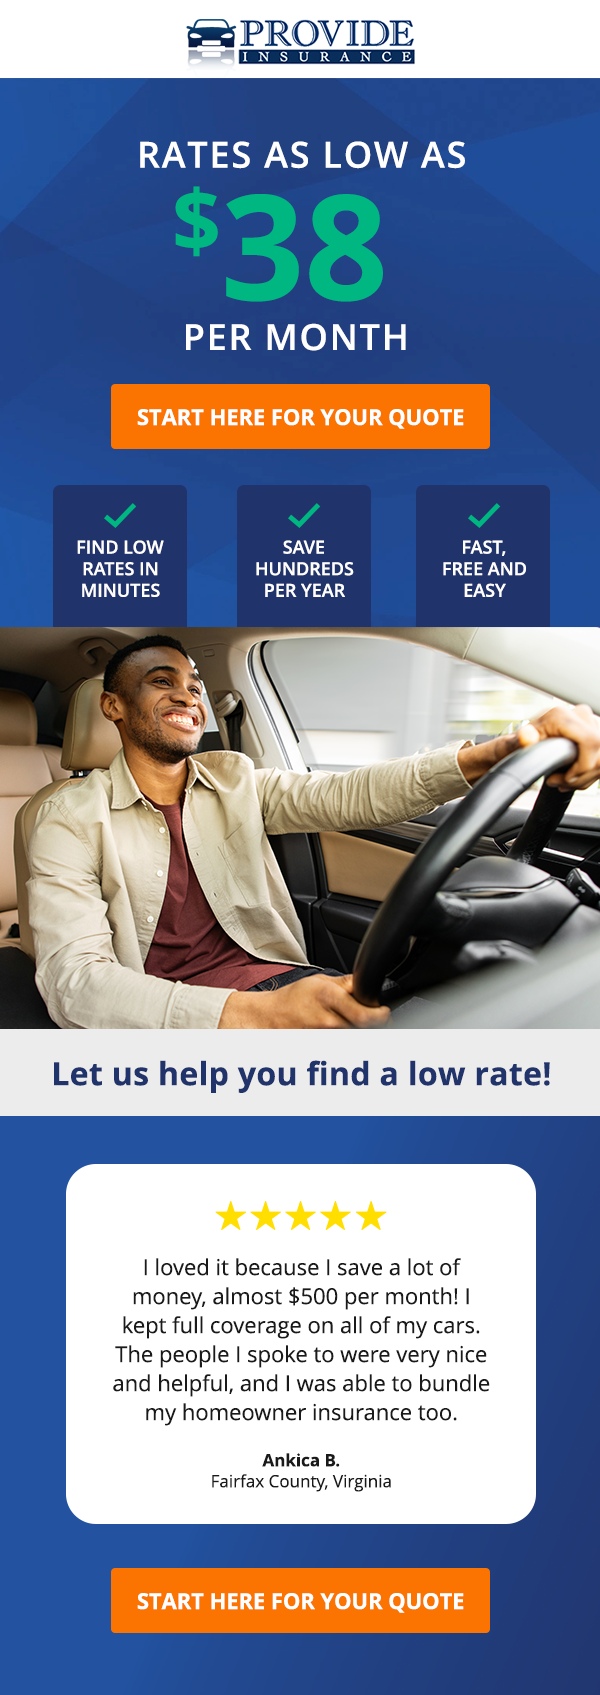 PROVIDE
INSURANCE
RATES AS LOW AS
$38
PER MONTH
START HERE FOR YOUR QUOTE
FIND LOW
RATES IN
MINUTES
SAVE
HUNDREDS
PER YEAR
FAST,
FREE AND
EASY
Let us help you find a low rate!
I loved it because I save a lot of
money, almost $500 per month! I
kept full coverage on all of my cars.
The people I spoke to were very nice
and helpful, and I was able to bundle
my homeowner insurance too.
Ankica B.
Fairfax County, Virginia
START HERE FOR YOUR QUOTE